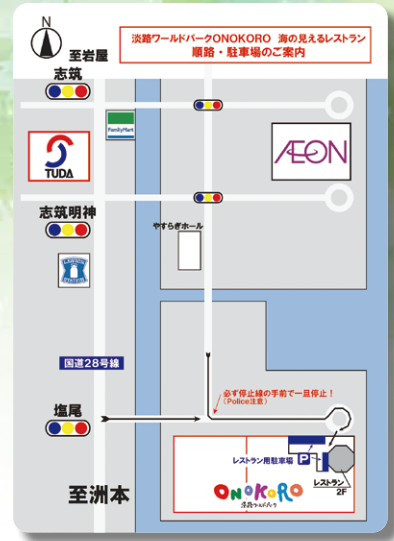 N
淡路ワールドパークONOKORO 海の見えるレストラン
順路・駐車場のご案内
至岩屋
志筑
FamilyMart
TUDA
ÆON
志筑明神
やすらぎホール
国道28号線
必ず停止線の手前で一旦停止！
（Police注意）
塩尾
レストラン用駐車場 P
レストラン
2F
至洲本
ONOKORO
淡路ワールドパーク